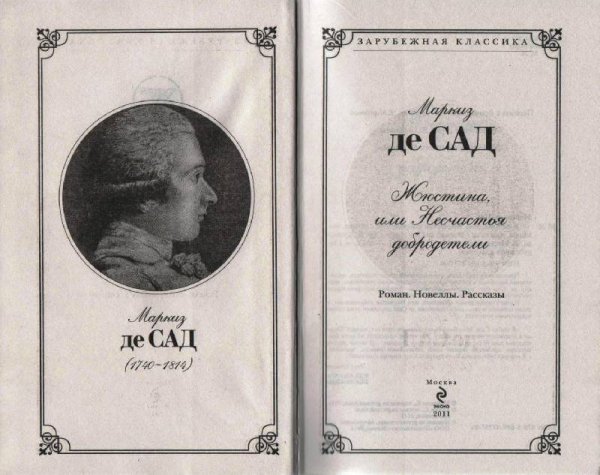 Маркиз
де САД
(1740–1814)
ЗАРУБЕЖНАЯ КЛАССИКА
Маркиз
де САД
Жюстина,
или Несчастья
добродетели
Роман. Новеллы. Рассказы
Москва
ЭКСМО
2011